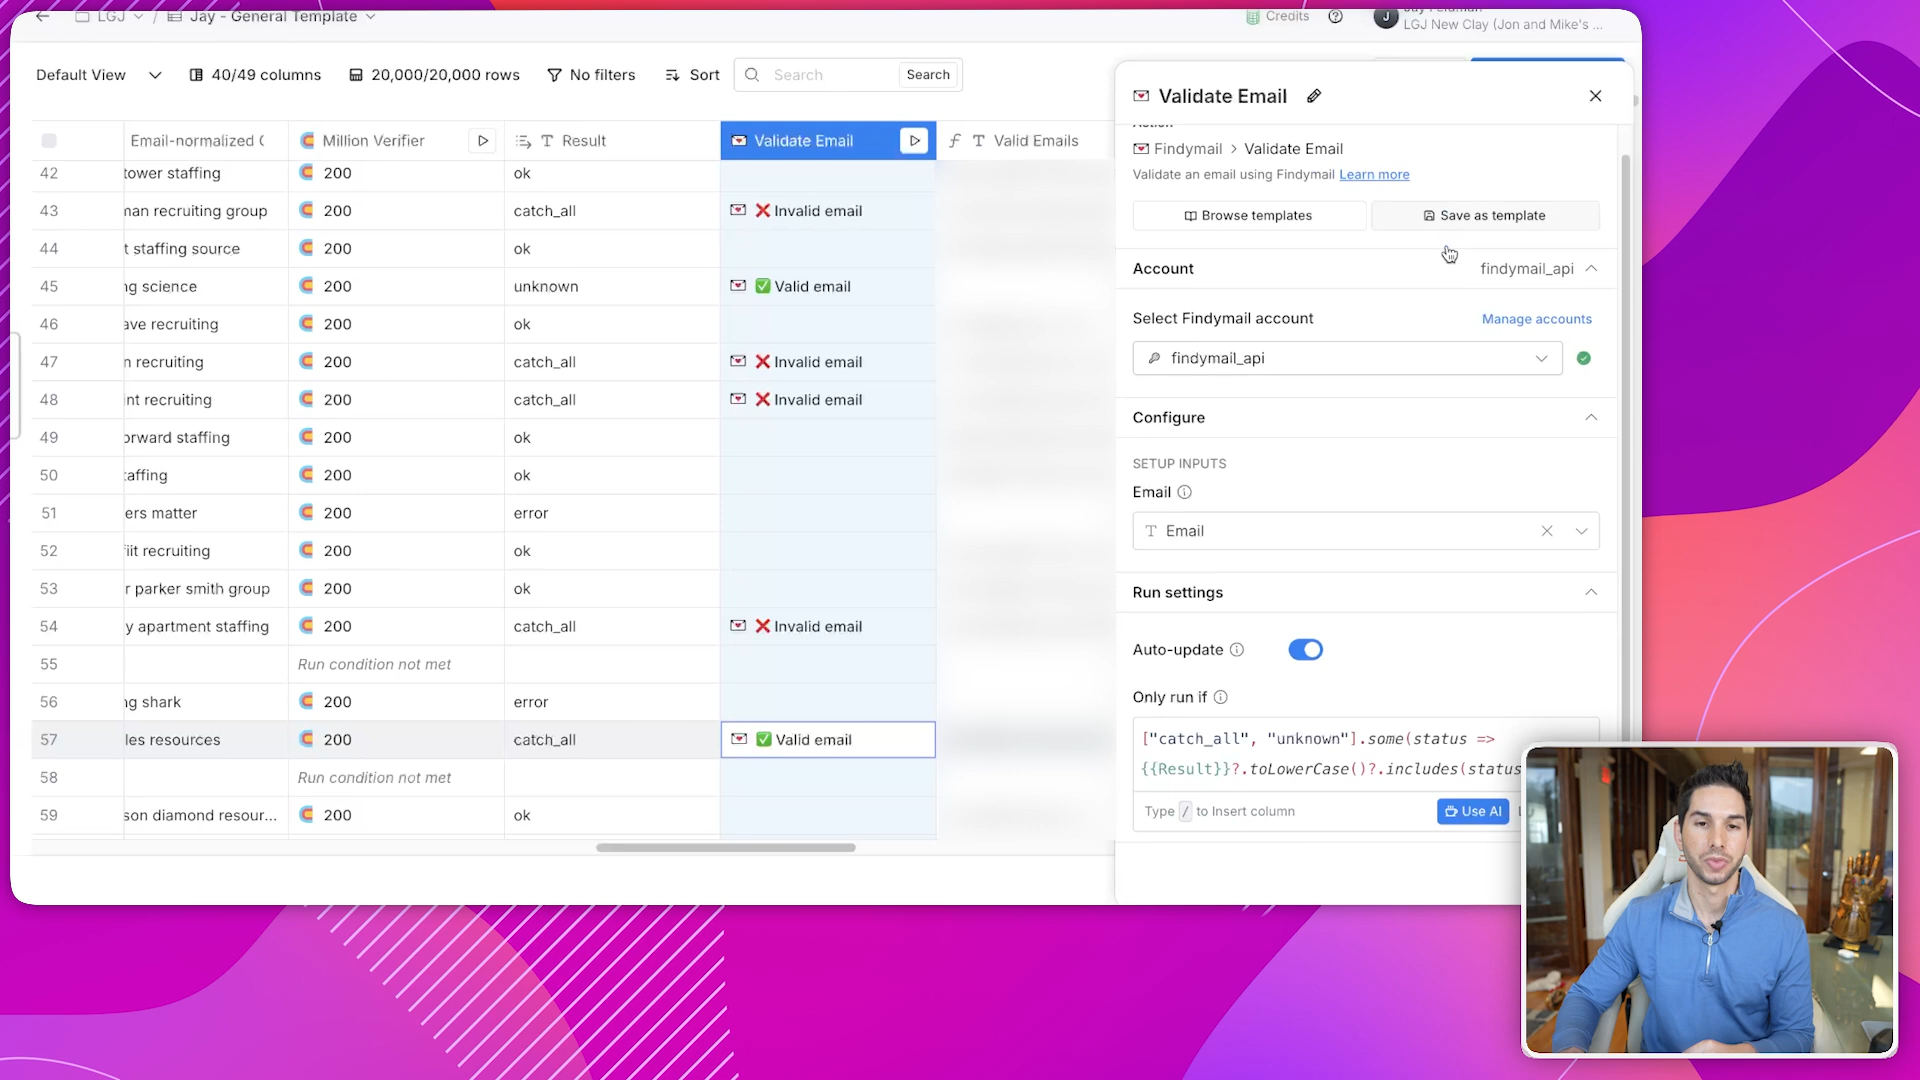 LGJ / Jay - General Template
Credits
J
LGJ New Clay (Jon and Mike's ...
Default View
40/49 columns
20,000/20,000 rows
No filters
Sort
Search
Search
Email-normalized
Million Verifier
Result
Validate Email
Valid Emails
42 tower staffing 200 ok
43 nan recruiting group 200 catch_all Invalid email
44 t staffing source 200 ok
45 ng science 200 unknown Valid email
46 ave recruiting 200 ok
47 n recruiting 200 catch_all Invalid email
48 int recruiting 200 catch_all Invalid email
49 orward staffing 200 ok
50 taffing 200 ok
51 ers matter 200 error
52 fiit recruiting 200 ok
53 r parker smith group 200 ok
54 y apartment staffing 200 catch_all Invalid email
55 Run condition not met
56 ng shark 200 error
57 les resources 200 catch_all Valid email
58 Run condition not met
59 son diamond resour... 200 ok
Validate Email
Findymail > Validate Email
Validate an email using Findymail Learn more
Browse templates
Save as template
Account
findymail_api
Select Findymail account
Manage accounts
findymail_api
Configure
SETUP INPUTS
Email
Email
Run settings
Auto-update
Only run if
["catch_all", "unknown"].some(status =>
{{Result}}?.toLowerCase()?.includes(status
Type / to Insert column
Use AI